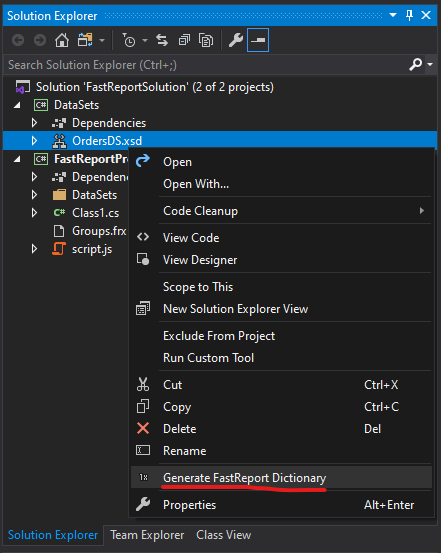 Solution Explorer
Search Solution Explorer (Ctrl+;)
Solution 'FastReportSolution' (2 of 2 projects)
C# DataSets
Dependencies
OrdersDS.xsd
C# FastReportPr
Dependenc
DataSets
C# Class1.cs
Groups.frx
script.js
Open
Open With...
Code Cleanup
View Code
View Designer
Scope to This
New Solution Explorer View
Exclude From Project
Run Custom Tool
Cut Ctrl+X
Copy Ctrl+C
Delete Del
Rename
1x Generate FastReport Dictionary
Properties Alt+Enter
Solution Explorer Team Explorer Class View